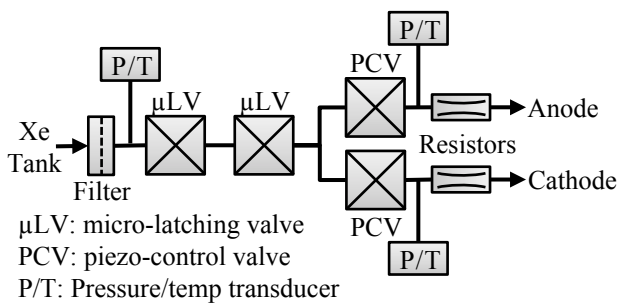 P/T
P/T
PCV
µLV
µLV
Xe
Tank
Anode
Resistors
Filter
Cathode
PCV
P/T
µLV: micro-latching valve
PCV: piezo-control valve
P/T: Pressure/temp transducer